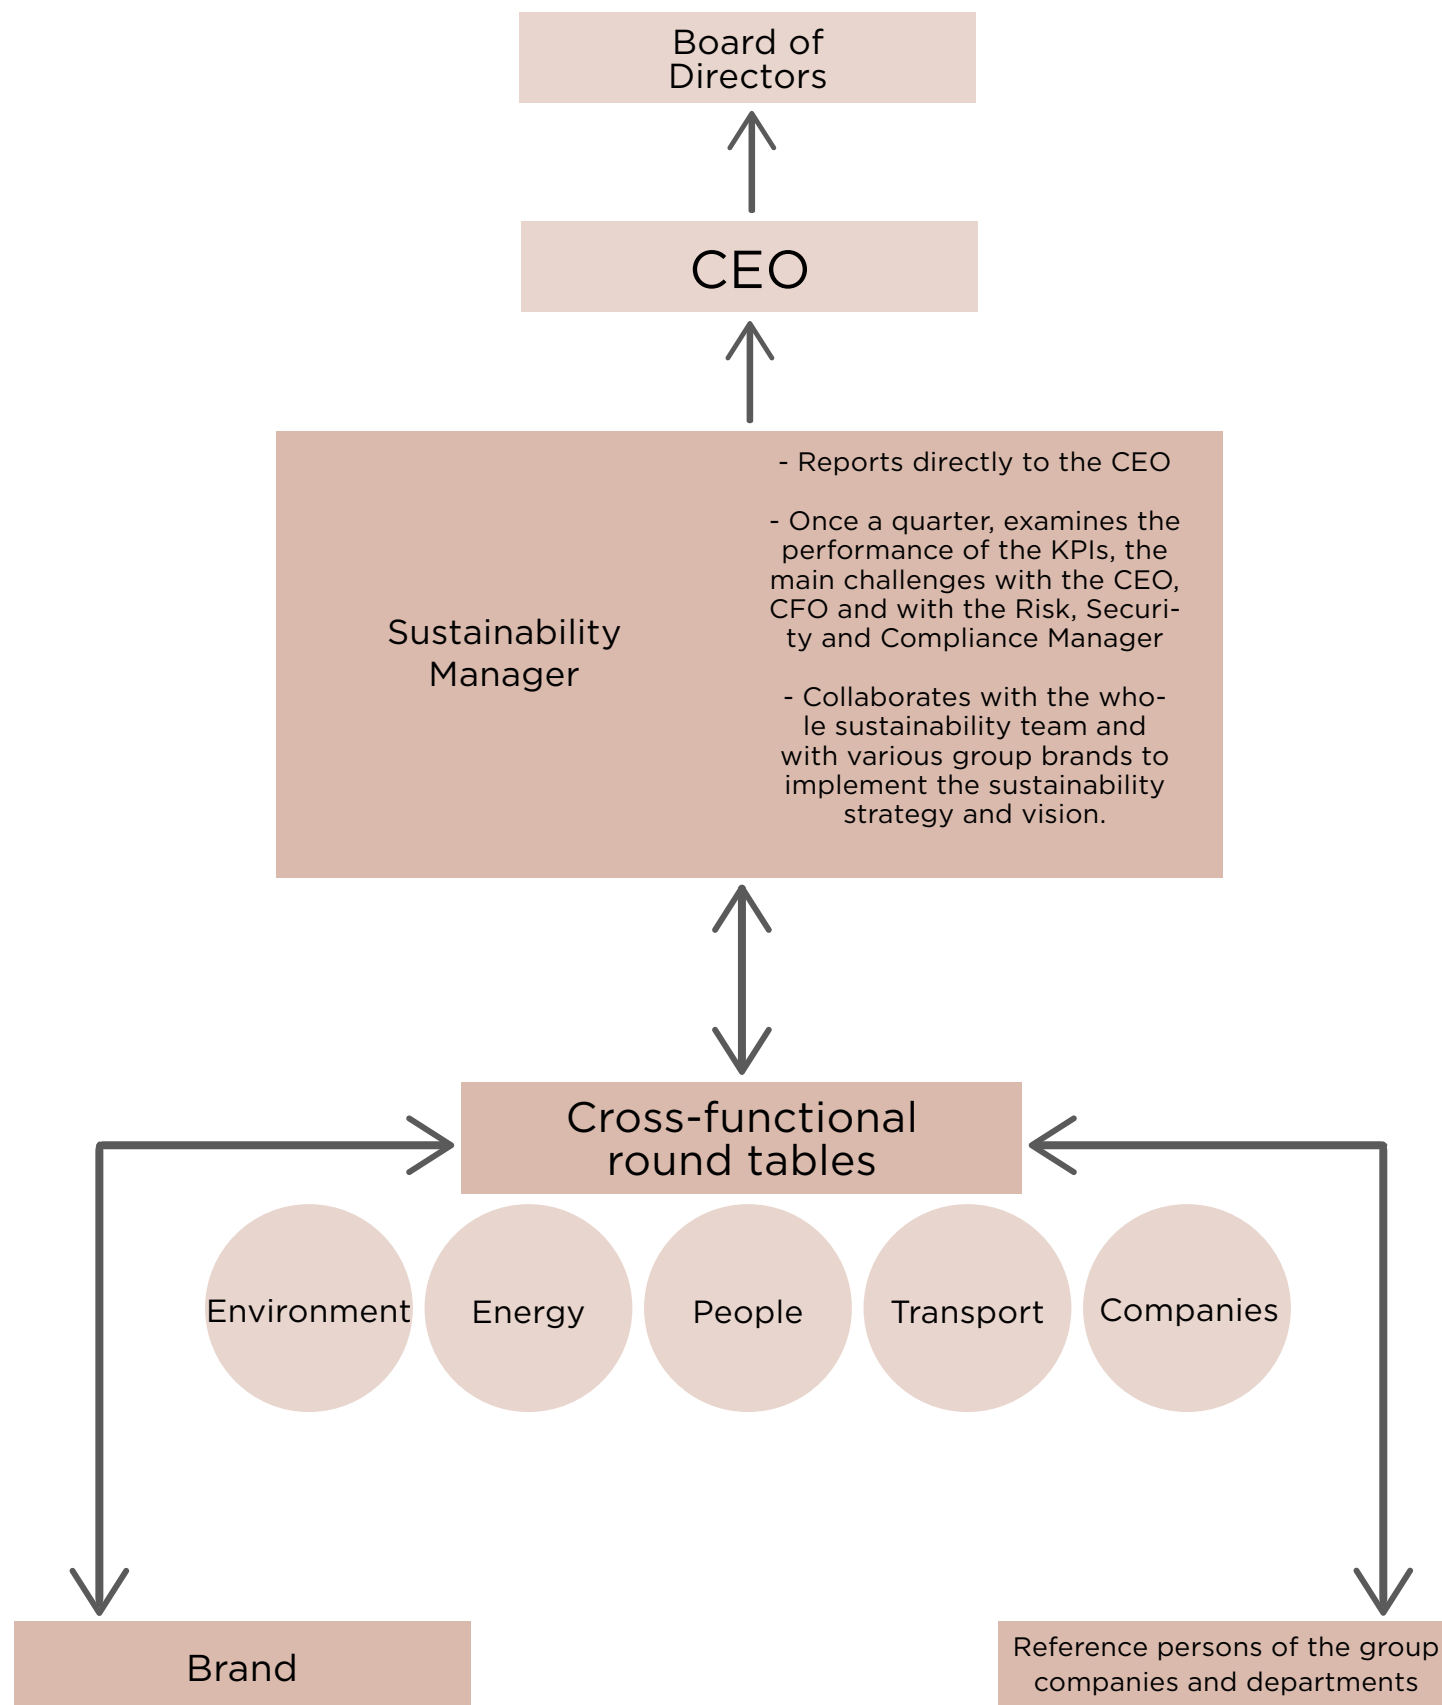 Board of
Directors
CEO
Sustainability
Manager
- Reports directly to the CEO
- Once a quarter, examines the
performance of the KPIs, the
main challenges with the CEO,
CFO and with the Risk, Securi-
ty and Compliance Manager
- Collaborates with the who-
le sustainability team and
with various group brands to
implement the sustainability
strategy and vision.
Cross-functional
round tables
Environment
Energy
People
Transport
Companies
Brand
Reference persons of the group
companies and departments